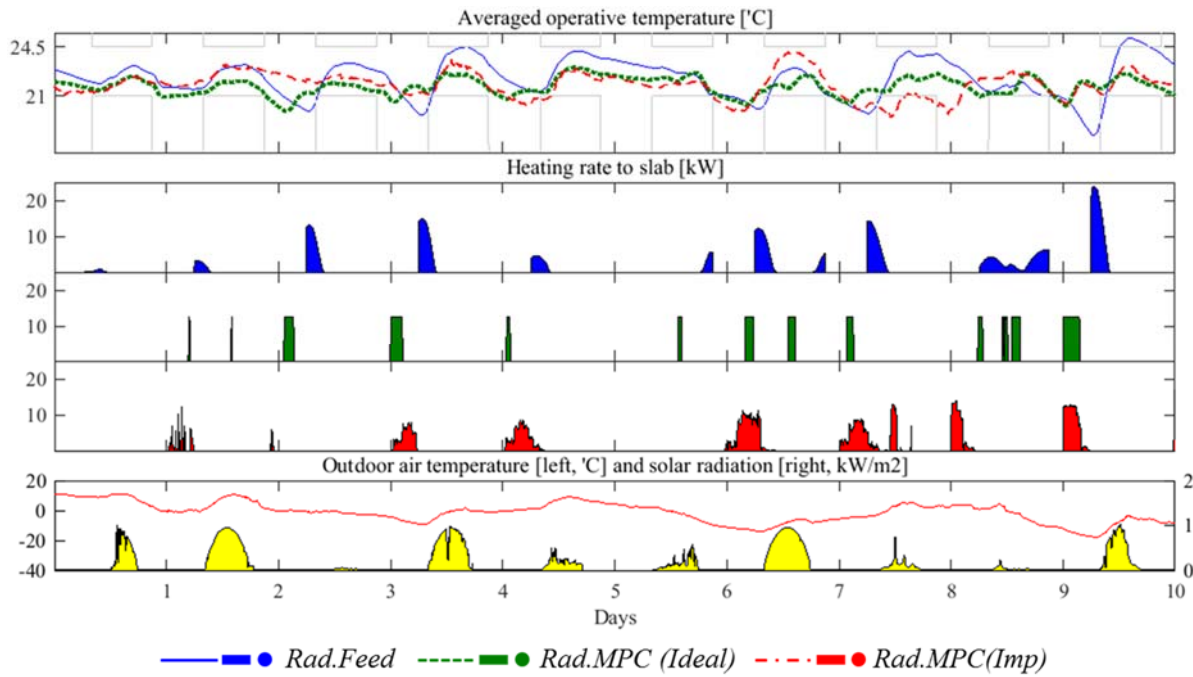 Averaged operative temperature ['C]
24.5
21
Heating rate to slab [kW]
20
10
20
10
20
10
Outdoor air temperature [left, 'C] and solar radiation [right, kW/m2]
20 2
0
-20 1
-40 0
1 2 3 4 5 6 7 8 9 10
Days
Rad.Feed Rad.MPC (Ideal) Rad.MPC(Imp)